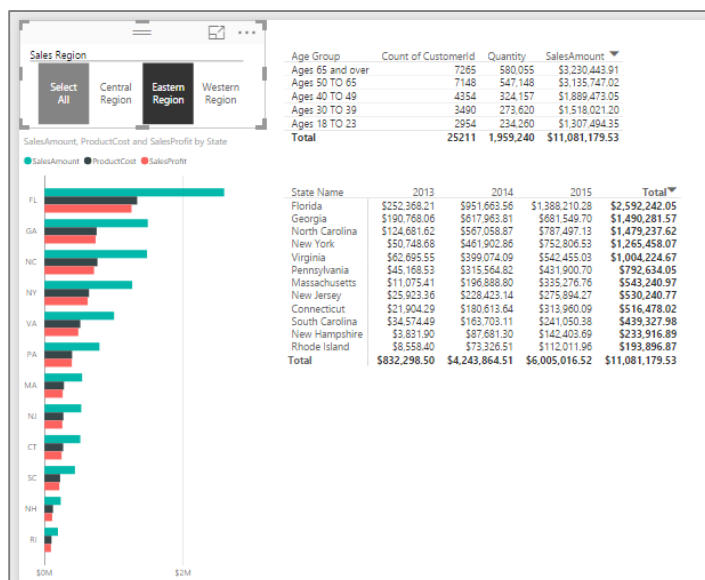 Sales Region
Select All
Central Region
Eastern Region
Western Region
SalesAmount, ProductCost and SalesProfit by State
SalesAmount ProductCost SalesProfit
FL
GA
NC
NY
VA
PA
MA
NJ
CT
SC
NH
RI
$0M $2M
Age Group Count of CustomerId Quantity SalesAmount
Ages 65 and over 7265 580,055 $3,230,443.91
Ages 50 TO 65 7148 547,148 $3,135,747.02
Ages 40 TO 49 4354 324,157 $1,889,473.05
Ages 30 TO 39 3490 273,620 $1,518,021.20
Ages 18 TO 23 2954 234,260 $1,307,494.35
Total 25211 1,959,240 $11,081,179.53
State Name 2013 2014 2015 Total
Florida $252,368.21 $951,663.56 $1,388,210.28 $2,592,242.05
Georgia $190,768.06 $617,963.81 $681,549.70 $1,490,281.57
North Carolina $124,681.62 $567,058.87 $787,497.13 $1,479,237.62
New York $50,748.68 $461,902.86 $752,806.53 $1,265,458.07
Virginia $62,695.55 $399,074.09 $542,455.03 $1,004,224.67
Pennsylvania $45,168.53 $315,564.82 $431,900.70 $792,634.05
Massachusetts $11,075.41 $196,888.80 $335,276.76 $543,240.97
New Jersey $25,923.36 $228,423.14 $275,894.27 $530,240.77
Connecticut $21,904.29 $180,613.64 $313,960.09 $516,478.02
South Carolina $34,574.49 $163,703.11 $241,050.38 $439,327.98
New Hampshire $3,831.90 $87,681.30 $142,403.69 $233,916.89
Rhode Island $8,558.40 $73,326.51 $112,011.96 $193,896.87
Total $832,298.50 $4,243,864.51 $6,005,016.52 $11,081,179.53